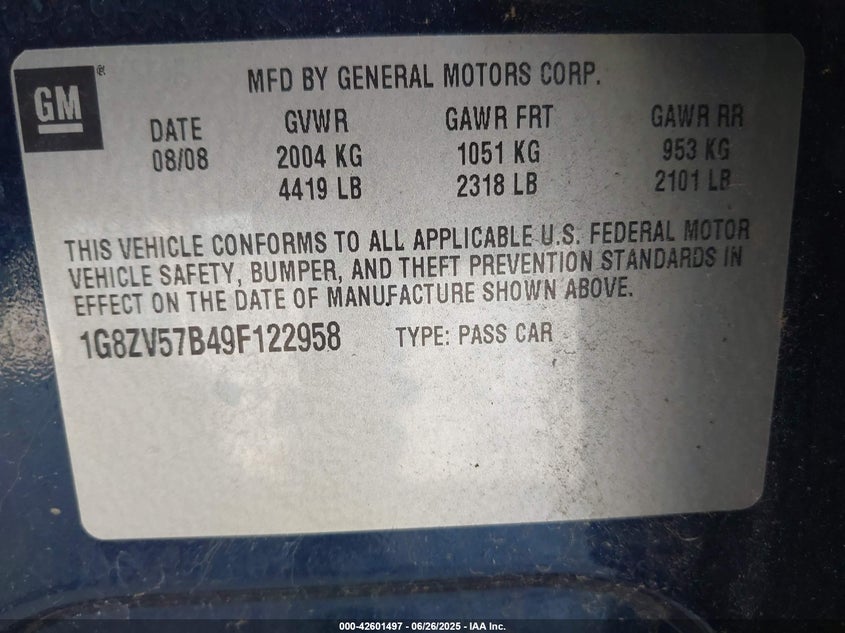 GM
®
MFD BY GENERAL MOTORS CORP.
DATE GVWR GAWR FRT GAWR RR
08/08 2004 KG 1051 KG 953 KG
4419 LB 2318 LB 2101 LB
THIS VEHICLE CONFORMS TO ALL APPLICABLE U.S. FEDERAL MOTOR
VEHICLE SAFETY, BUMPER, AND THEFT PREVENTION STANDARDS IN
EFFECT ON THE DATE OF MANUFACTURE SHOWN ABOVE.
1G8ZV57B49F122958 TYPE: PASS CAR
000-42601497 - 06/26/2025 - IAA Inc.